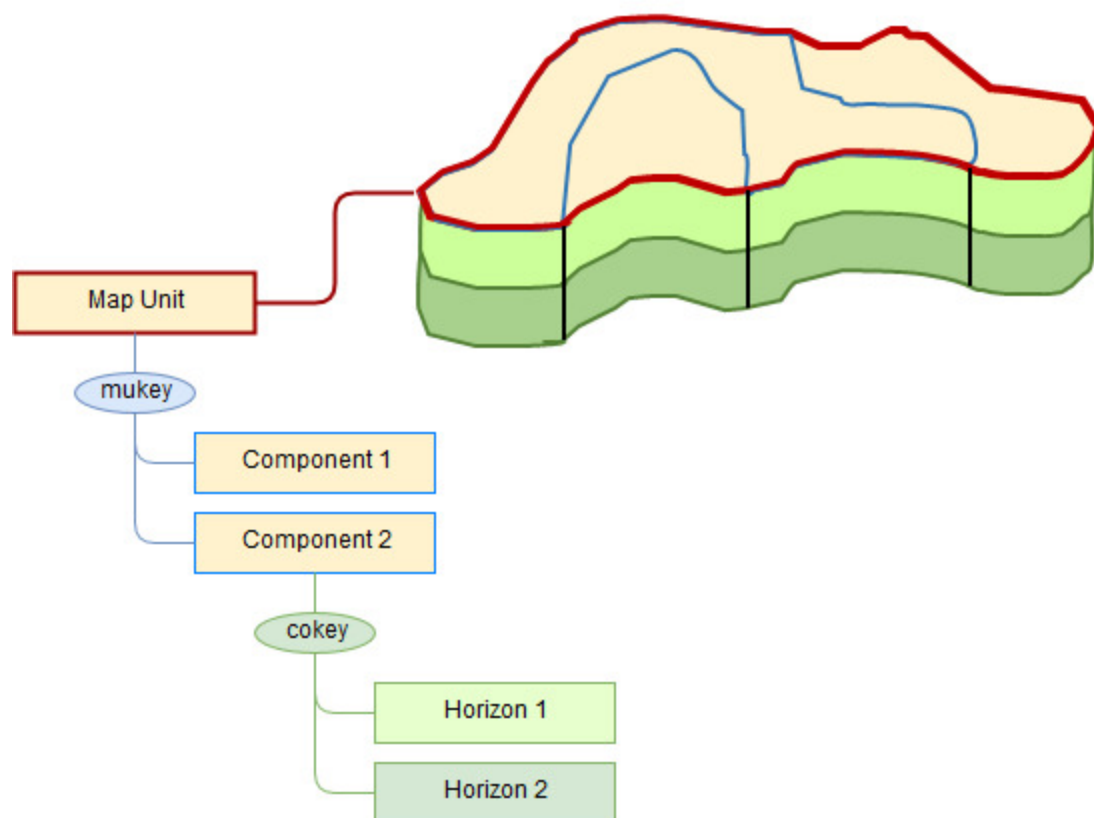 Map Unit
mukey
Component 1
Component 2
cokey
Horizon 1
Horizon 2